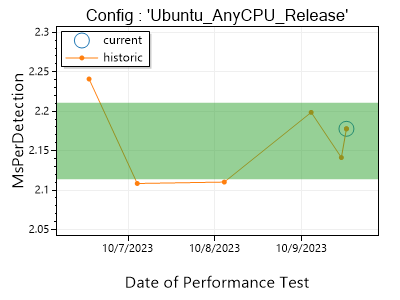 Config : 'Ubuntu_AnyCPU_Release'
current
historic
2.3
2.25
2.2
2.15
2.1
2.05
MsPerDetection
10/7/2023
10/8/2023
10/9/2023
Date of Performance Test